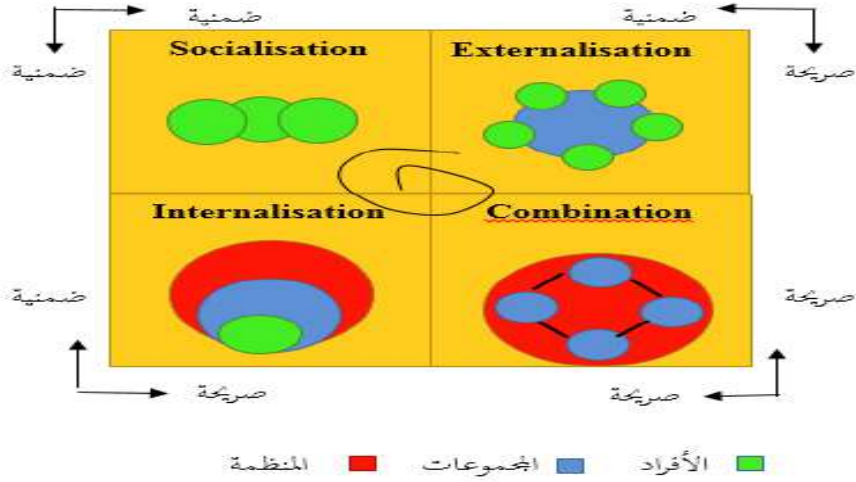 ضمنية ضمنية
ضمنية Socialisation Externalisation صريحة
Internalisation Combination
ضمنية صريحة
صريحة صريحة
الأفراد المجموعات المنظمة